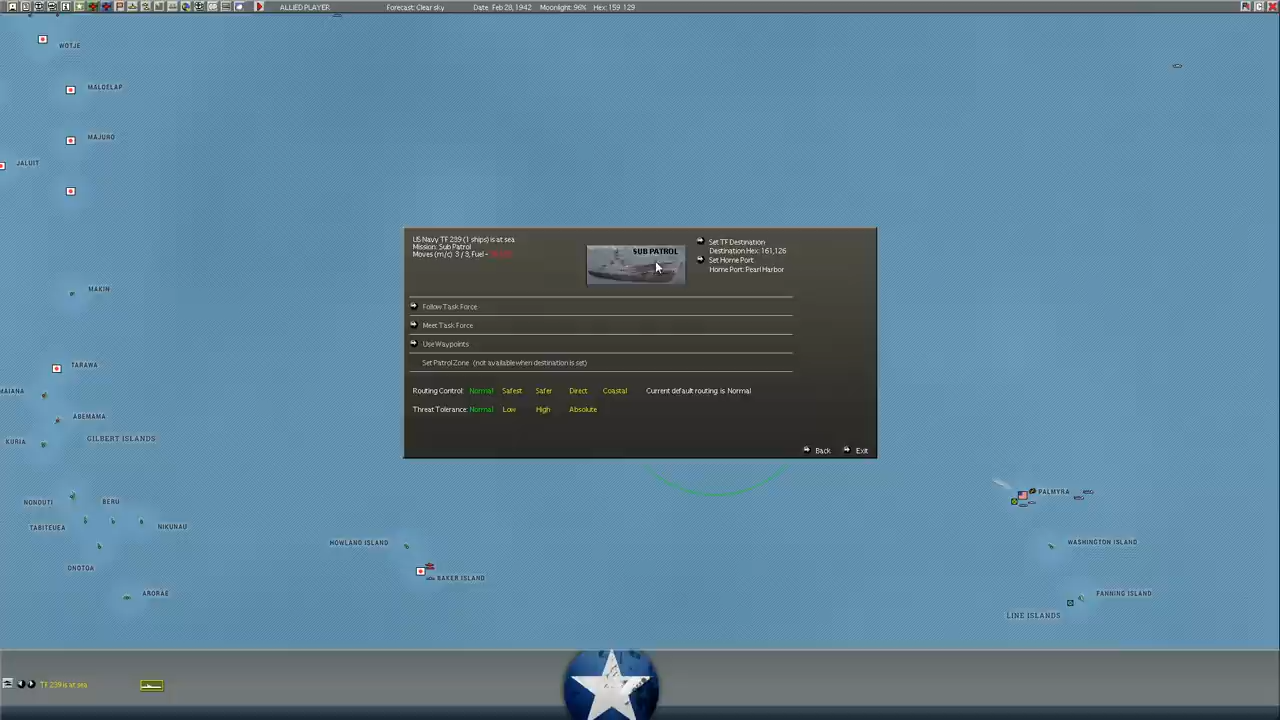 ALLIED PLAYER
Forecast: Clear sky
Date: Feb 28, 1942 Moonlight: 96% Hex: 159 129
WOTJE
MALOELAP
MAJURO
JALUIT
US Navy TF 239 (1 ships) is at sea
Mission: Sub Patrol
Moves (m/c) 3 / 3, Fuel -
SUB PATROL
Set TF Destination
Destination Hex: 161,126
Set Home Port
Home Port: Pearl Harbor
MAKIN
Follow Task Force
Meet Task Force
Use Waypoints
Set Patrol Zone (not available when destination is set)
TARAWA
MAIANA
ABEMAMA
KURIA
GILBERT ISLANDS
Routing Control: Normal Safest Safer Direct Coastal Current default routing is Normal
Threat Tolerance: Normal Low High Absolute
Back Exit
NONOUTI
BERU
TABITEUEA
NIKUNAU
ONOTOA
ARORAE
HOWLAND ISLAND
BAKER ISLAND
PALMYRA
WASHINGTON ISLAND
FANNING ISLAND
LINE ISLANDS
TF 239 is at sea